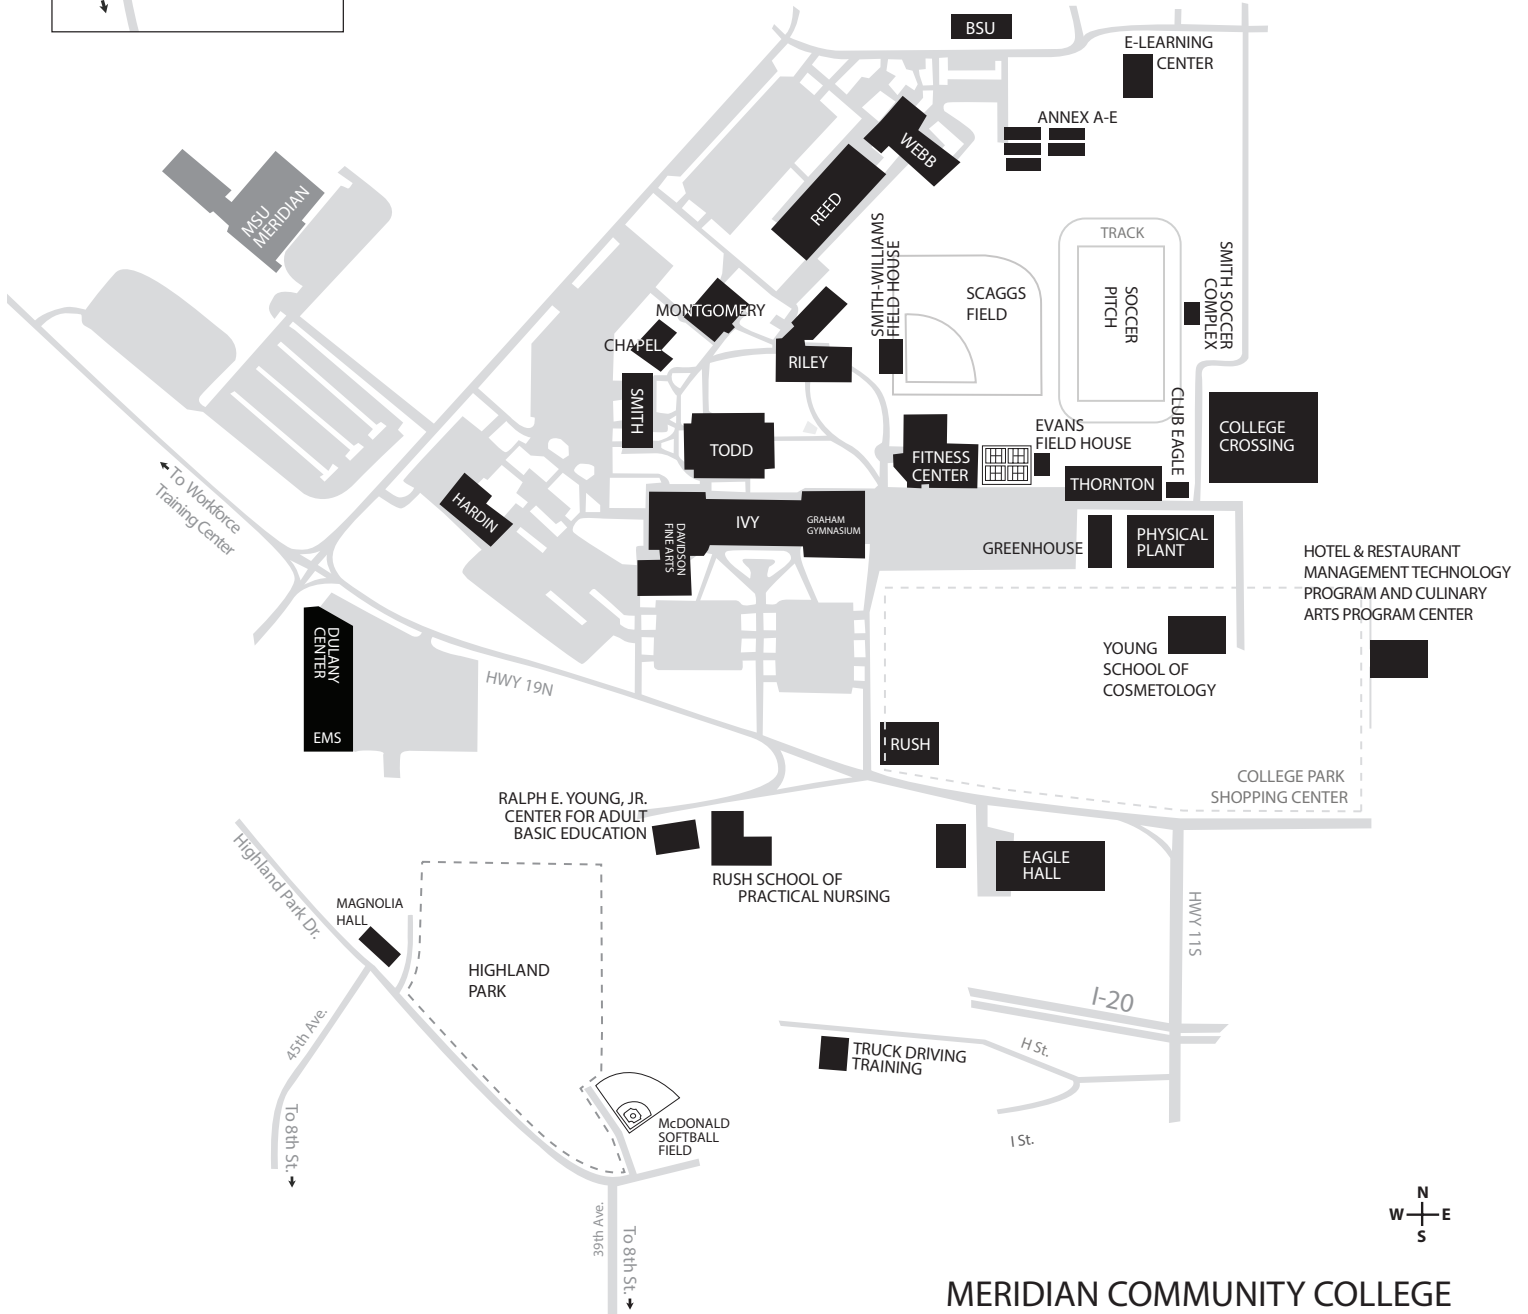 BSU
E-LEARNING
CENTER
ANNEX A-E
WEBB
REED
MSU
MERIDIAN
TRACK
SMITH-WILLIAMS
FIELD HOUSE
SCAGGS
FIELD
SOCCER
PITCH
SMITH SOCCER
COMPLEX
MONTGOMERY
CHAPEL
RILEY
SMITH
TODD
CLUB EAGLE
COLLEGE
CROSSING
EVANS
FIELD HOUSE
FITNESS
CENTER
THORNTON
To Workforce
Training Center
HARDIN
DAVIDSON
FINE ARTS
IVY
GRAHAM
GYMNASIUM
GREENHOUSE
PHYSICAL
PLANT
HOTEL & RESTAURANT
MANAGEMENT TECHNOLOGY
PROGRAM AND CULINARY
ARTS PROGRAM CENTER
DULANY
CENTER
EMS
HWY 19N
YOUNG
SCHOOL OF
COSMETOLOGY
RUSH
COLLEGE PARK
SHOPPING CENTER
RALPH E. YOUNG, JR.
CENTER FOR ADULT
BASIC EDUCATION
RUSH SCHOOL OF
PRACTICAL NURSING
EAGLE
HALL
Highland Park Dr.
MAGNOLIA
HALL
HWY 11S
HIGHLAND
PARK
I-20
45th Ave.
H St.
TRUCK DRIVING
TRAINING
To 8th St.
McDONALD
SOFTBALL
FIELD
I St.
39th Ave.
To 8th St.
N
W E
S
MERIDIAN COMMUNITY COLLEGE